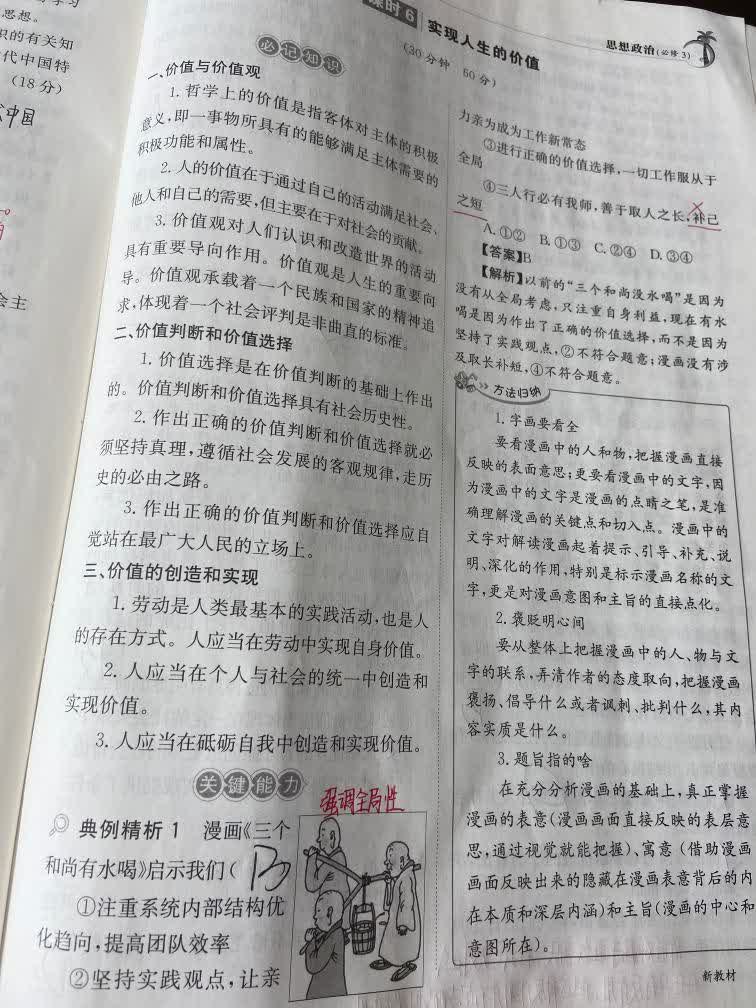 思想。
识的有关知
代中国特
(18分)
中国
会主
课时6 实现人生的价值
(30分钟 60分)
思想政治(必修3)
必记知识
一、价值与价值观
1. 哲学上的价值是指客体对主体的积极
意义,即一事物所具有的能够满足主体需要的
积极功能和属性。
2. 人的价值在于通过自己的活动满足社会、
他人和自己的需要,但主要在于对社会的贡献。
3. 价值观对人们认识和改造世界的活动
具有重要导向作用。价值观是人生的重要向
导。价值观承载着一个民族和国家的精神追
求,体现着一个社会评判是非曲直的标准。
二、价值判断和价值选择
1. 价值选择是在价值判断的基础上作出
的。价值判断和价值选择具有社会历史性。
2. 作出正确的价值判断和价值选择就必
须坚持真理,遵循社会发展的客观规律,走历
史的必由之路。
3. 作出正确的价值判断和价值选择应自
觉站在最广大人民的立场上。
三、价值的创造和实现
1. 劳动是人类最基本的实践活动,也是人
的存在方式。人应当在劳动中实现自身价值。
2. 人应当在个人与社会的统一中创造和
实现价值。
3. 人应当在砥砺自我中创造和实现价值。
关键能力
强调全局性
典例精析1 漫画《三个
和尚有水喝》启示我们( B
①注重系统内部结构优
化趋向,提高团队效率
②坚持实践观点,让亲
力亲为成为工作新常态
③进行正确的价值选择,一切工作服从于
全局
④三人行必有我师,善于取人之长,补己
之短
A.①② B.①③ C.②④ D.③④
【答案】B
【解析】以前的“三个和尚没水喝”是因为
没有从全局考虑,只注重自身利益,现在有水
喝是因为作出了正确的价值选择,而不是因为
坚持了实践观点,②不符合题意;漫画没有涉
及取长补短,④不符合题意。
方法归纳
1. 字画要看全
要看漫画中的人和物,把握漫画直接
反映的表面意思;更要看漫画中的文字,因
为漫画中的文字是漫画的点睛之笔,是准
确理解漫画的关键点和切入点。漫画中的
文字对解读漫画起着提示、引导、补充、说
明、深化的作用,特别是标示漫画名称的文
字,更是对漫画意图和主旨的直接点化。
2. 褒贬明心间
要从整体上把握漫画中的人、物与文
字的联系,弄清作者的态度取向,把握漫画
褒扬、倡导什么或者讽刺、批判什么,其内
容实质是什么。
3. 题旨指的啥
在充分分析漫画的基础上,真正掌握
漫画的表意(漫画画面直接反映的表层意
思,通过视觉就能把握)、寓意(借助漫画
画面反映出来的隐藏在漫画表意背后的内
在本质和深层内涵)和主旨(漫画的中心和
意图所在)。
新教材